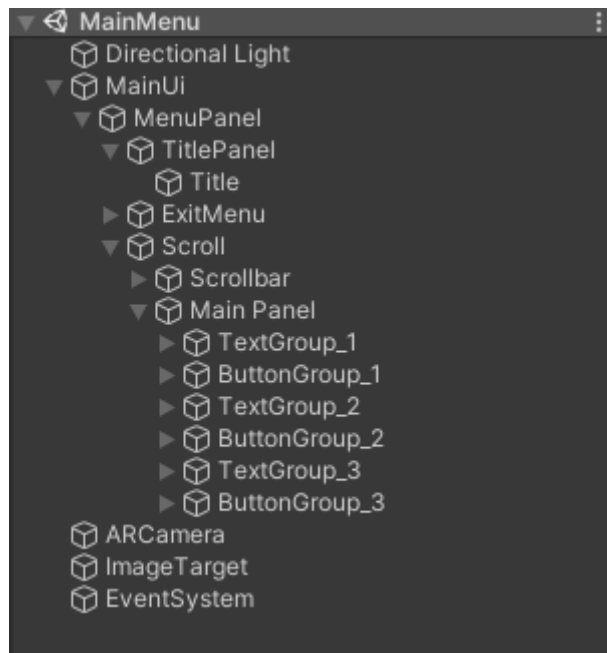 MainMenu
Directional Light
MainUi
MenuPanel
TitlePanel
Title
ExitMenu
Scroll
Scrollbar
Main Panel
TextGroup_1
ButtonGroup_1
TextGroup_2
ButtonGroup_2
TextGroup_3
ButtonGroup_3
ARCamera
ImageTarget
EventSystem